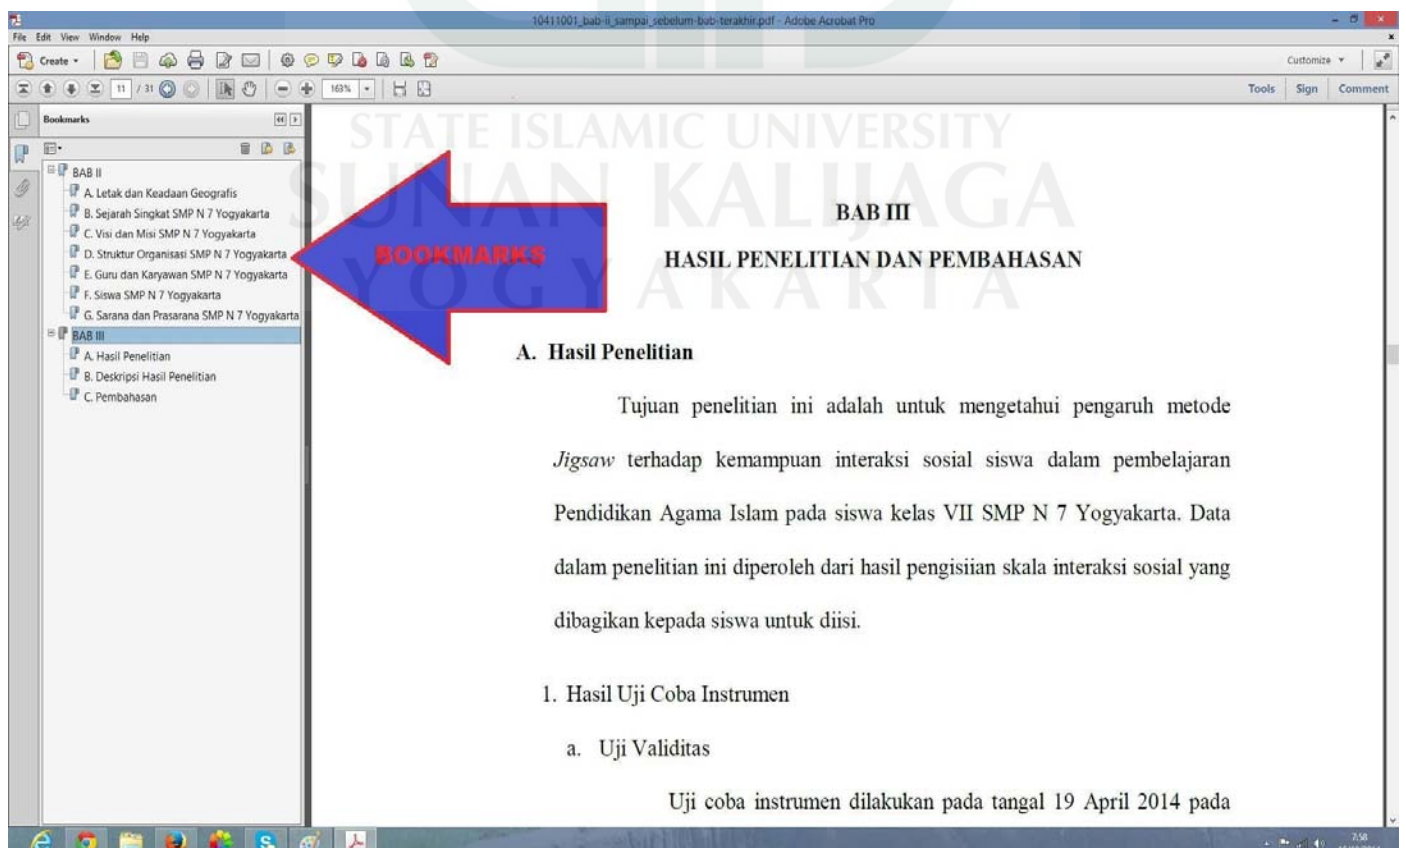 10411001_bab-ii_sampai_sebelum-bab-terakhir.pdf - Adobe Acrobat Pro
File Edit View Window Help
Create
Customize
11 / 31
163%
Tools Sign Comment
Bookmarks
BAB II
A. Letak dan Keadaan Geografis
B. Sejarah Singkat SMP N 7 Yogyakarta
C. Visi dan Misi SMP N 7 Yogyakarta
D. Struktur Organisasi SMP N 7 Yogyakarta
E. Guru dan Karyawan SMP N 7 Yogyakarta
F. Siswa SMP N 7 Yogyakarta
G. Sarana dan Prasarana SMP N 7 Yogyakarta
BAB III
A. Hasil Penelitian
B. Deskripsi Hasil Penelitian
C. Pembahasan
BOOKMARKS
STATE ISLAMIC UNIVERSITY
SUNAN KALIJAGA
YOGYAKARTA
BAB III
HASIL PENELITIAN DAN PEMBAHASAN
A. Hasil Penelitian
Tujuan penelitian ini adalah untuk mengetahui pengaruh metode
Jigsaw terhadap kemampuan interaksi sosial siswa dalam pembelajaran
Pendidikan Agama Islam pada siswa kelas VII SMP N 7 Yogyakarta. Data
dalam penelitian ini diperoleh dari hasil pengisiian skala interaksi sosial yang
dibagikan kepada siswa untuk diisi.
1. Hasil Uji Coba Instrumen
a. Uji Validitas
Uji coba instrumen dilakukan pada tangal 19 April 2014 pada
7:58